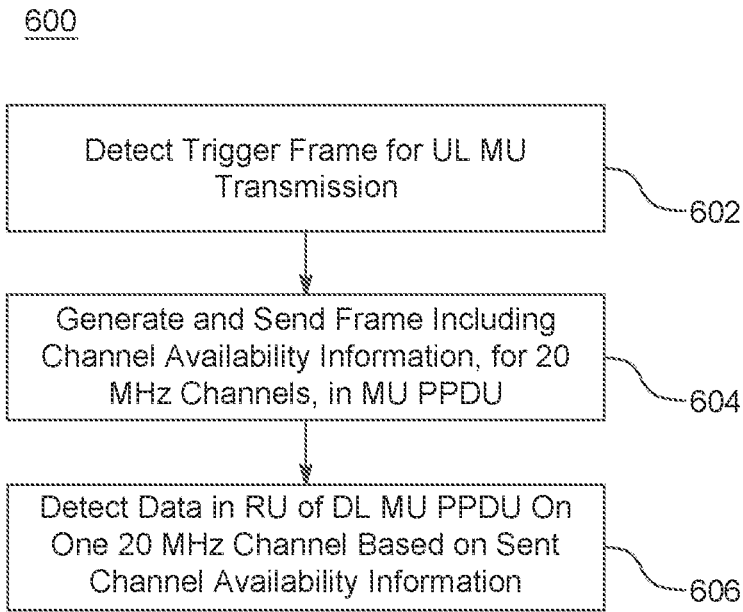 600
Detect Trigger Frame for UL MU
Transmission
602
Generate and Send Frame Including
Channel Availability Information, for 20
MHz Channels, in MU PPDU
604
Detect Data in RU of DL MU PPDU On
One 20 MHz Channel Based on Sent
Channel Availability Information
606